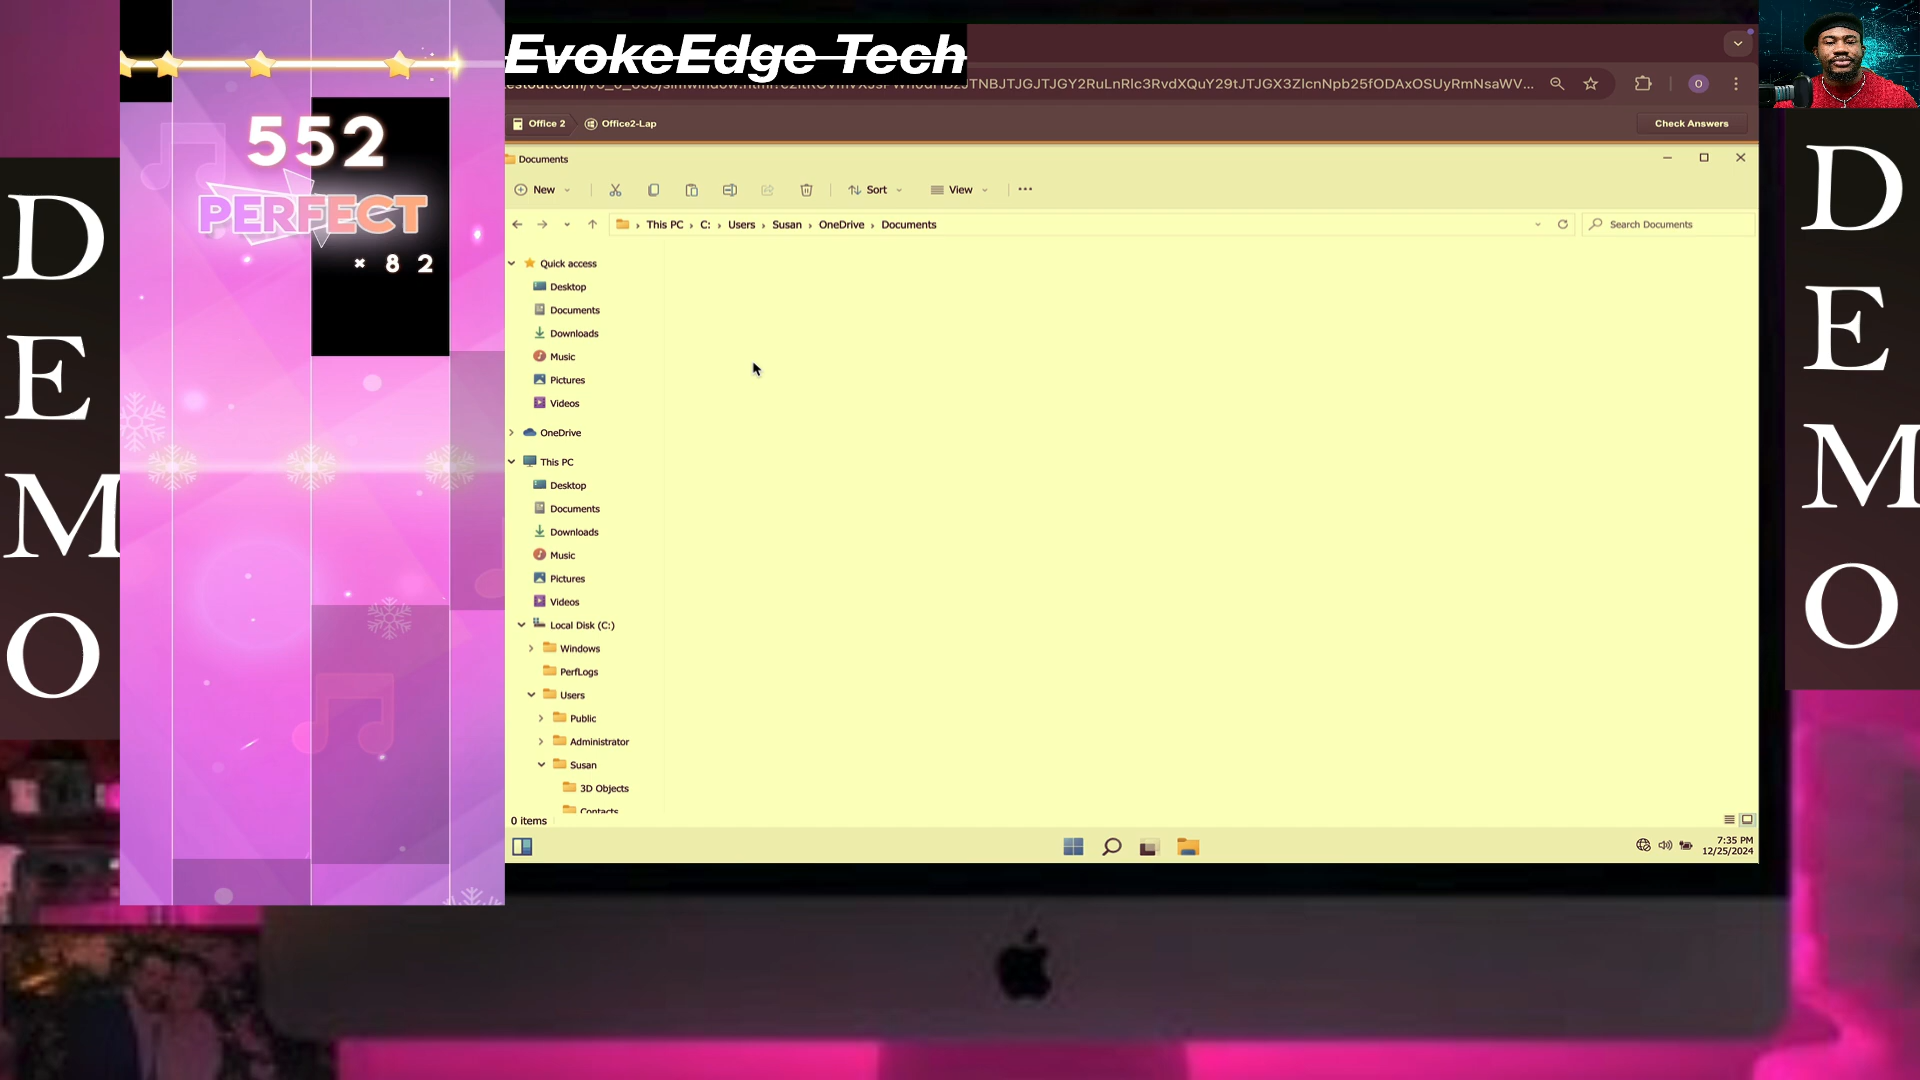 EvokeEdge Tech
Office 2
Office2-Lap
Check Answers
Documents
New
Sort
View
This PC
C:
Users
Susan
OneDrive
Documents
Search Documents
Quick access
Desktop
Documents
Downloads
Music
Pictures
Videos
OneDrive
This PC
Desktop
Documents
Downloads
Music
Pictures
Videos
Local Disk (C:)
Windows
PerfLogs
Users
Public
Administrator
Susan
3D Objects
Contacts
0 items
7:35 PM
12/25/2024
552
PERFECT
× 8 2
O
D
E
M
O
D
E
M
O